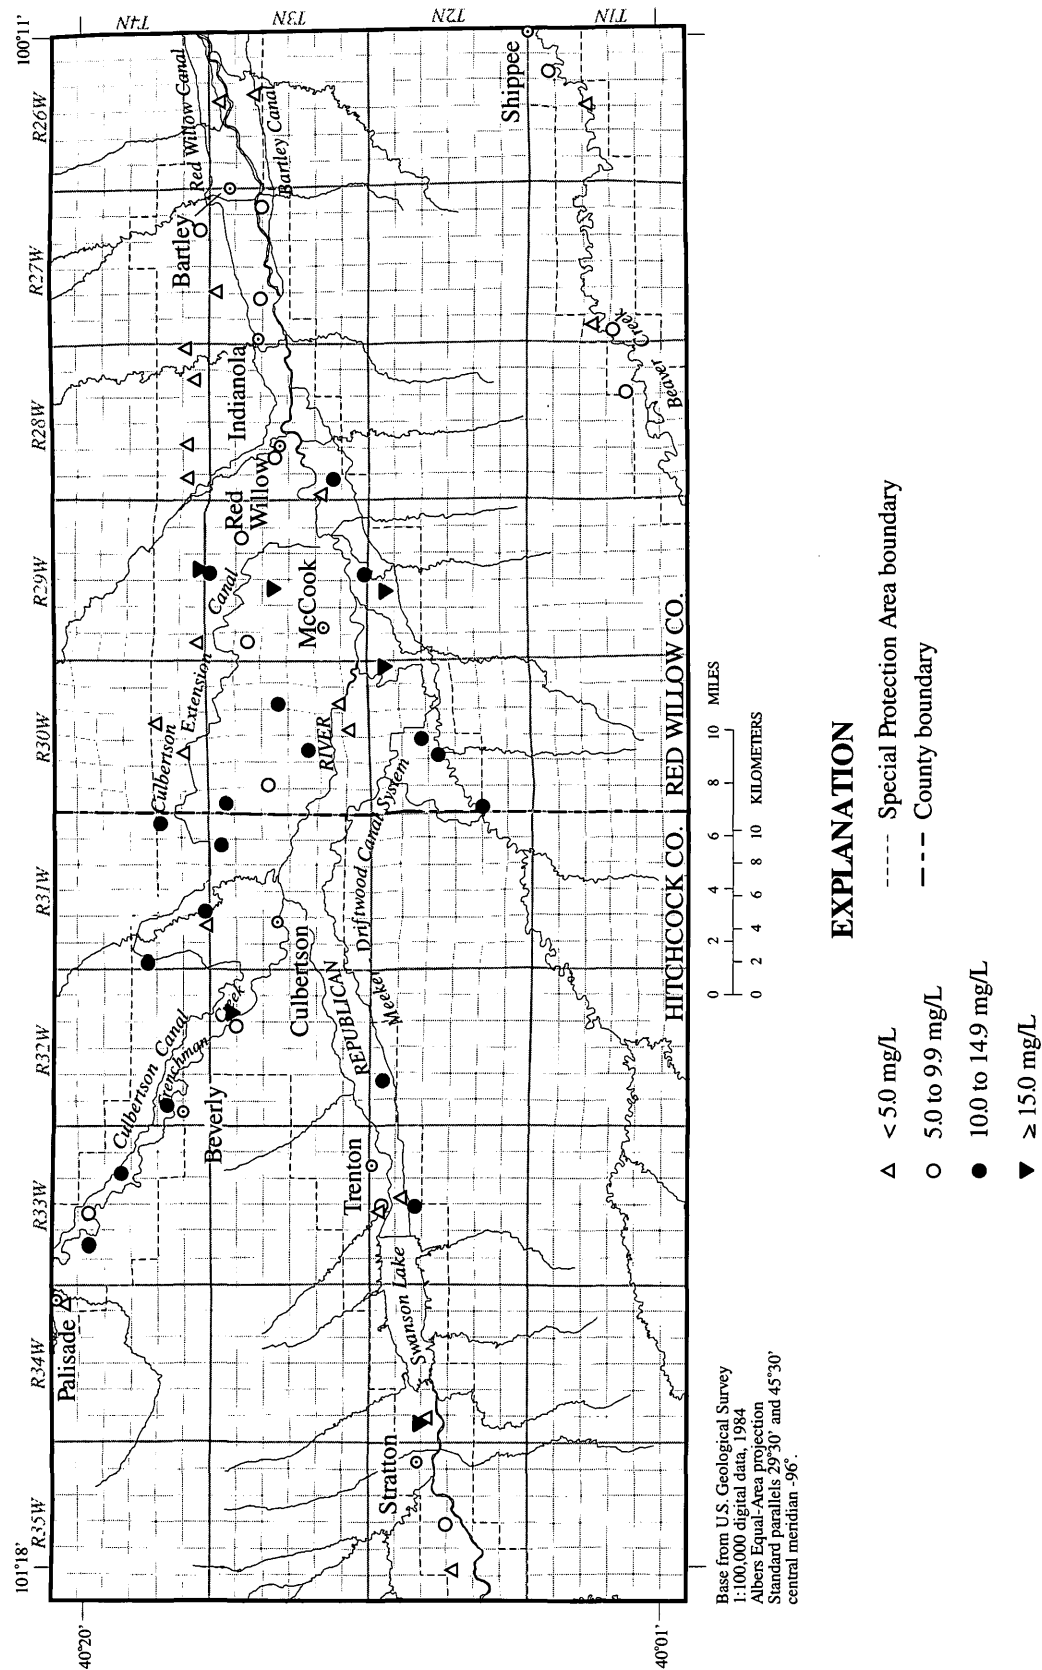 101°18'
R35W
R34W
R33W
R32W
R31W
R30W
R29W
R28W
R27W
R26W
100°11'
40°20'
40°01'
T4N
T3N
T2N
T1N
Palisade
Culbertson Canal
Frenchman
Creek
Beverly
Culbertson
Extension
Canal
Red
Willow
Indianola
Bartley
Red Willow Canal
Bartley Canal
Stratton
Swanson Lake
Trenton
REPUBLICAN
RIVER
Culbertson
Meeker
Driftwood Canal System
McCook
Shippee
Beaver
Creek
HITCHCOCK CO.
RED WILLOW CO.
Base from U.S. Geological Survey
1:100,000 digital data, 1984
Albers Equal-Area projection
Standard parallels 29°30' and 45°30'
central meridian -96°.
0 2 4 6 8 10 MILES
0 2 4 6 8 10 KILOMETERS
EXPLANATION
< 5.0 mg/L
5.0 to 9.9 mg/L
10.0 to 14.9 mg/L
≥ 15.0 mg/L
Special Protection Area boundary
County boundary